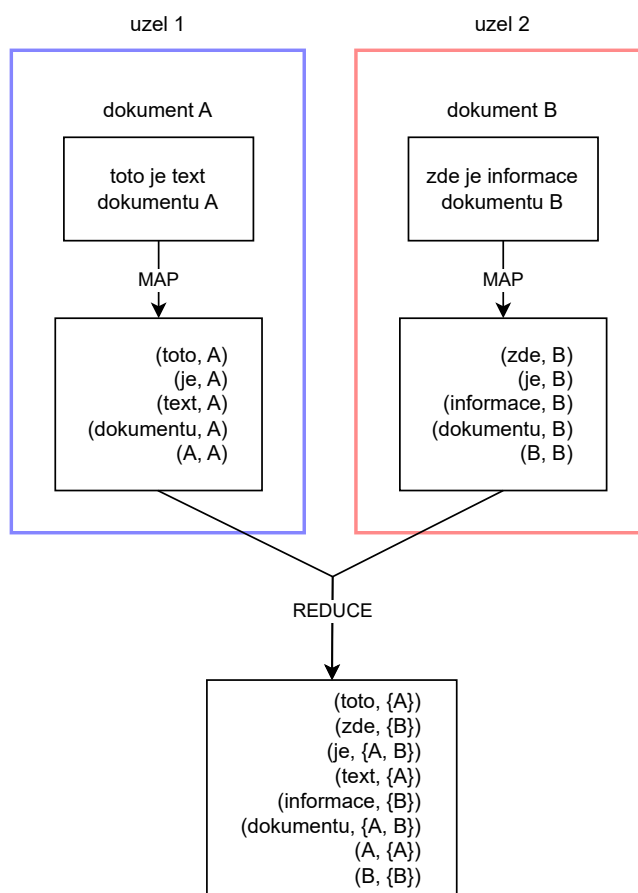 uzel 1
uzel 2
dokument A
toto je text
dokumentu A
MAP
(toto, A)
(je, A)
(text, A)
(dokumentu, A)
(A, A)
dokument B
zde je informace
dokumentu B
MAP
(zde, B)
(je, B)
(informace, B)
(dokumentu, B)
(B, B)
REDUCE
(toto, {A})
(zde, {B})
(je, {A, B})
(text, {A})
(informace, {B})
(dokumentu, {A, B})
(A, {A})
(B, {B})